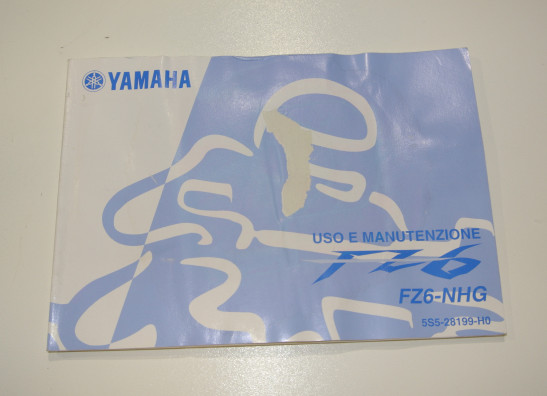 YAMAHA
USO E MANUTENZIONE
FZ6
FZ6-NHG
5S5-28199-H0